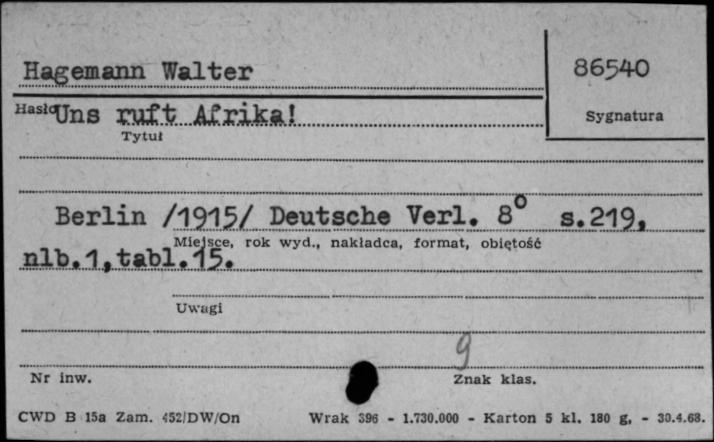 Hagemann Walter
86540
Hasło Uns ruft Afrika!
Sygnatura
Tytuł
Berlin /1915/ Deutsche Verl. 8° s.219,
Miejsce, rok wyd., nakładca, format, obiętość
nlb.1,tabl.15.
Uwagi
9
Nr inw.
Znak klas.
CWD B 15a Zam. 452/DW/On
Wrak 396 - 1.730.000 - Karton 5 kl. 180 g. - 30.4.68.